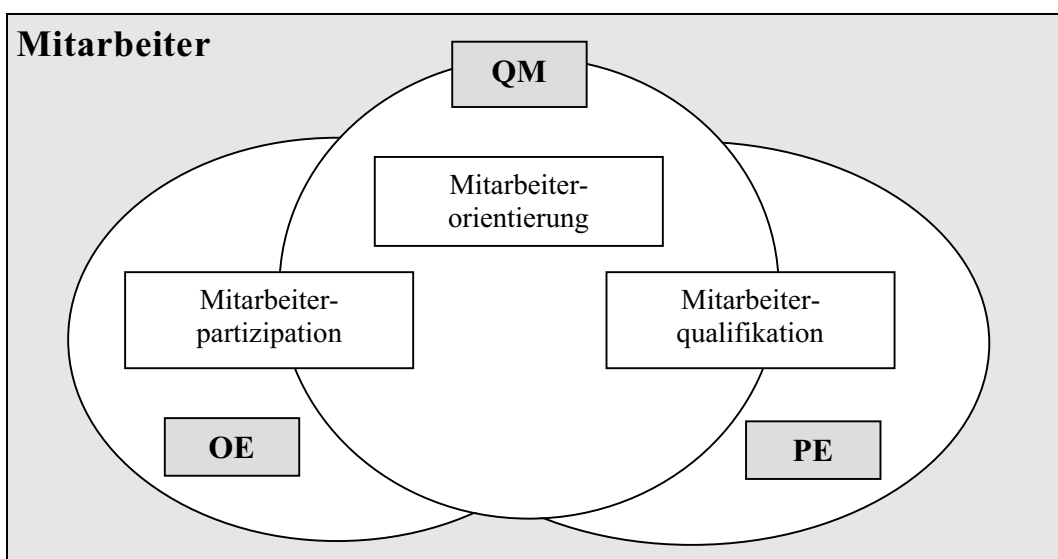 Mitarbeiter
QM
Mitarbeiter-
orientierung
Mitarbeiter-
partizipation
Mitarbeiter-
qualifikation
OE
PE